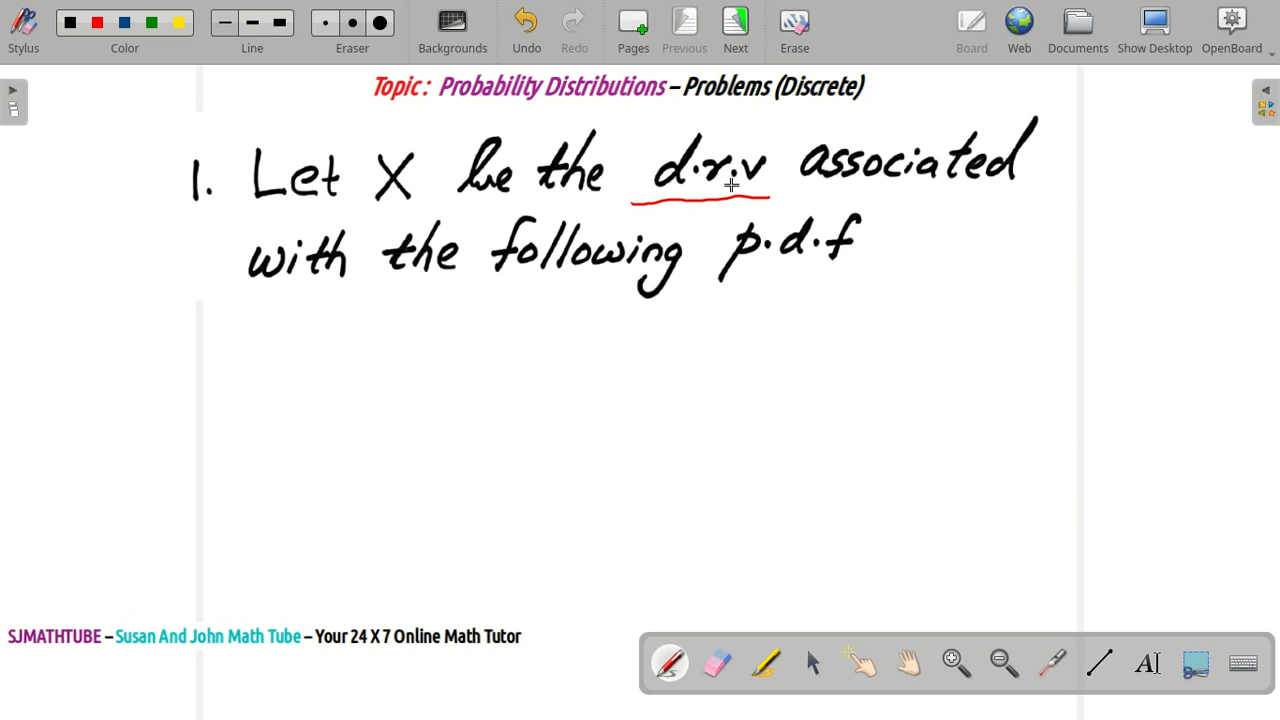 Stylus
Color
Line
Eraser
Backgrounds
Undo
Redo
Pages
Previous
Next
Erase
Board
Web
Documents
Show Desktop
OpenBoard
Topic : Probability Distributions – Problems (Discrete)
1. Let X be the d.r.v associated
with the following p.d.f
SJMATHTUBE – Susan And John Math Tube – Your 24 X 7 Online Math Tutor